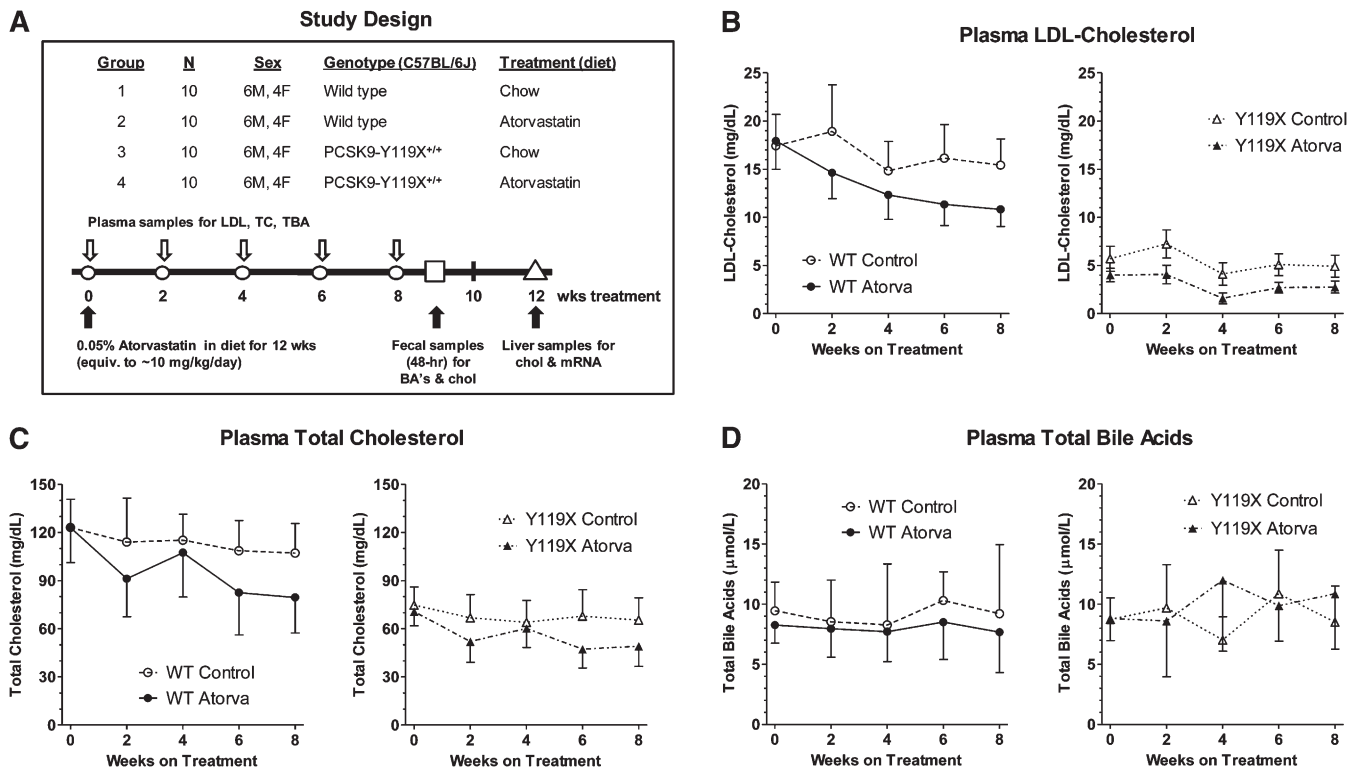 A
Study Design
Group N Sex Genotype (C57BL/6J) Treatment (diet)
1 10 6M, 4F Wild type Chow
2 10 6M, 4F Wild type Atorvastatin
3 10 6M, 4F PCSK9-Y119X+/+ Chow
4 10 6M, 4F PCSK9-Y119X+/+ Atorvastatin
Plasma samples for LDL, TC, TBA
0 2 4 6 8 10 12 wks treatment
0.05% Atorvastatin in diet for 12 wks
(equiv. to ~10 mg/kg/day)
Fecal samples
(48-hr) for
BA's & chol
Liver samples for
chol & mRNA
B
Plasma LDL-Cholesterol
LDL-Cholesterol (mg/dL)
25
20
15
10
5
0
WT Control
WT Atorva
0 2 4 6 8
Weeks on Treatment
LDL-Cholesterol (mg/dL)
25
20
15
10
5
0
Y119X Control
Y119X Atorva
0 2 4 6 8
Weeks on Treatment
C
Plasma Total Cholesterol
Total Cholesterol (mg/dL)
150
120
90
60
30
0
WT Control
WT Atorva
0 2 4 6 8
Weeks on Treatment
Total Cholesterol (mg/dL)
150
120
90
60
30
0
Y119X Control
Y119X Atorva
0 2 4 6 8
Weeks on Treatment
D
Plasma Total Bile Acids
Total Bile Acids (μmol/L)
20
15
10
5
0
WT Control
WT Atorva
0 2 4 6 8
Weeks on Treatment
Total Bile Acids (μmol/L)
20
15
10
5
0
Y119X Control
Y119X Atorva
0 2 4 6 8
Weeks on Treatment